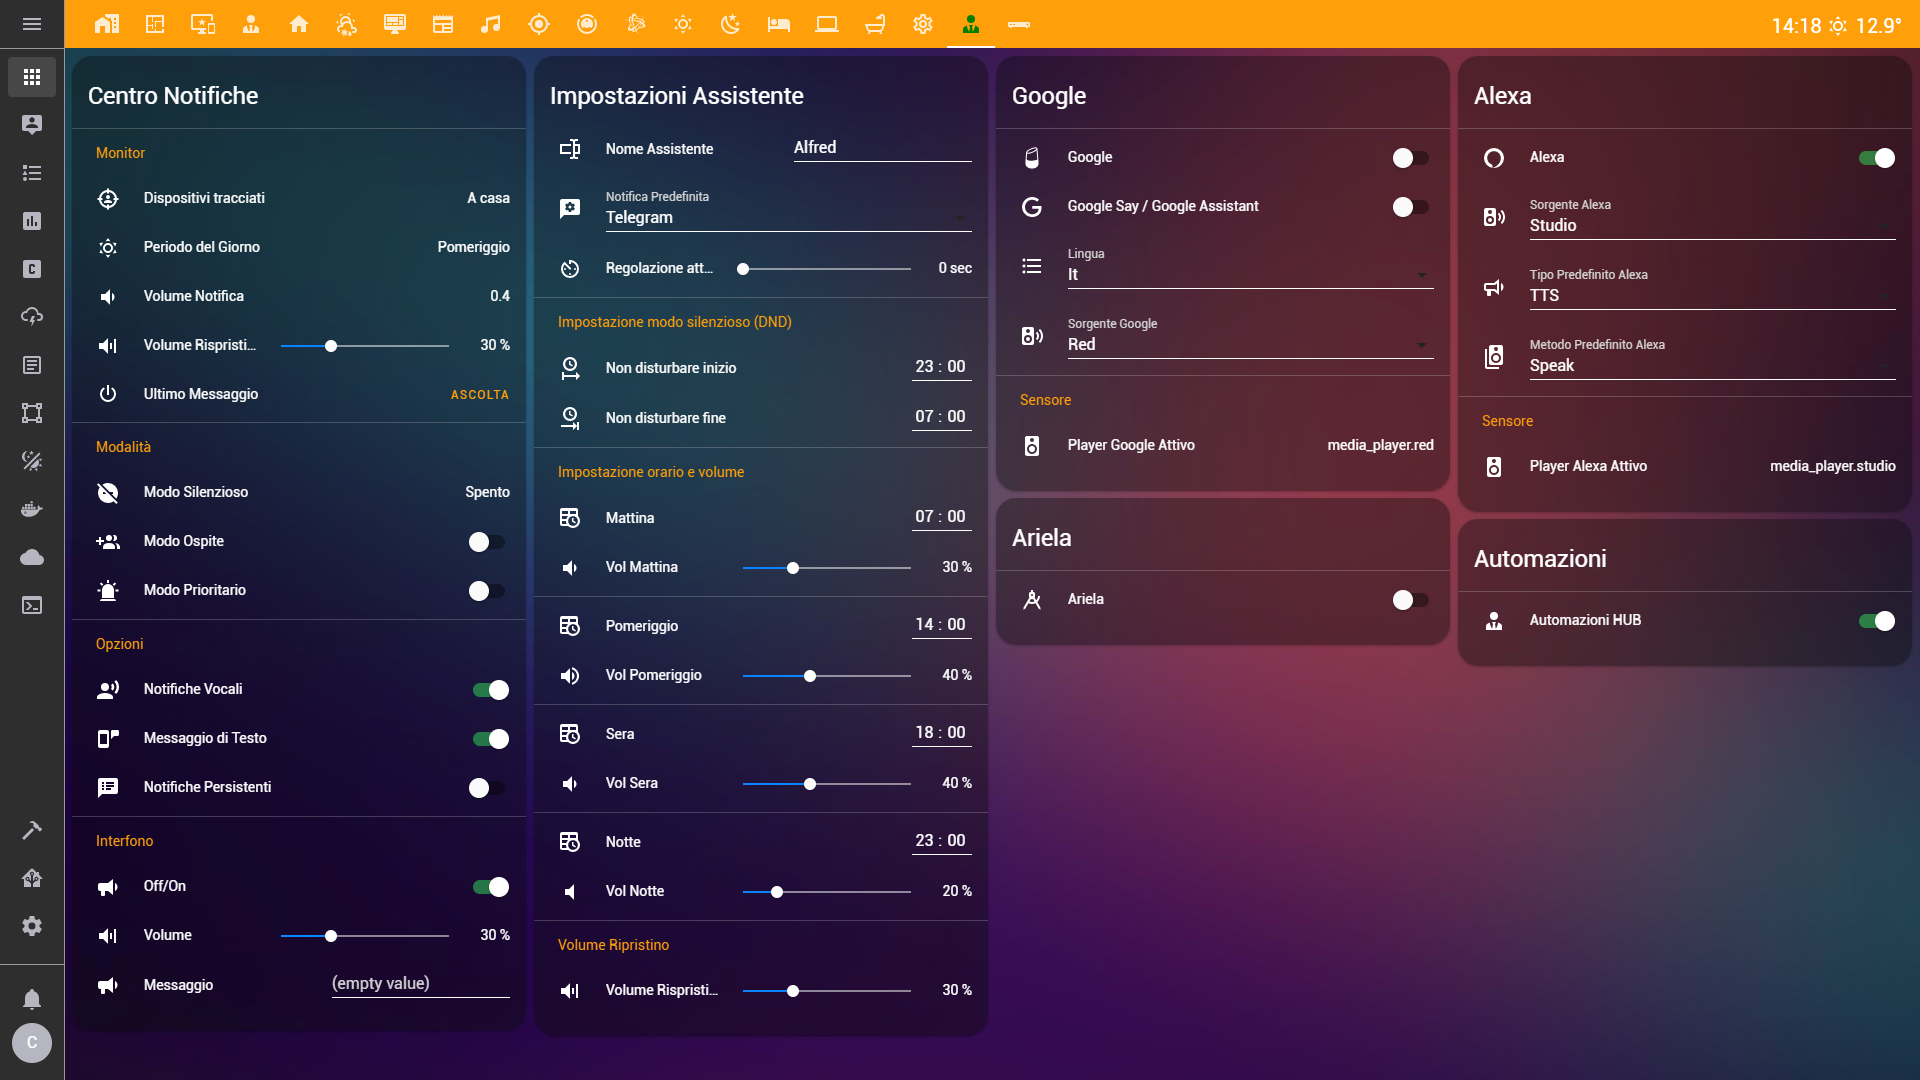 14:18 12.9°
Centro Notifiche
Monitor
Dispositivi tracciati A casa
Periodo del Giorno Pomeriggio
Volume Notifica 0.4
Volume Rispristi... 30 %
Ultimo Messaggio ASCOLTA
Modalità
Modo Silenzioso Spento
Modo Ospite
Modo Prioritario
Opzioni
Notifiche Vocali
Messaggio di Testo
Notifiche Persistenti
Interfono
Off/On
Volume 30 %
Messaggio (empty value)
Impostazioni Assistente
Nome Assistente Alfred
Notifica Predefinita
Telegram
Regolazione att... 0 sec
Impostazione modo silenzioso (DND)
Non disturbare inizio 23 : 00
Non disturbare fine 07 : 00
Impostazione orario e volume
Mattina 07 : 00
Vol Mattina 30 %
Pomeriggio 14 : 00
Vol Pomeriggio 40 %
Sera 18 : 00
Vol Sera 40 %
Notte 23 : 00
Vol Notte 20 %
Volume Ripristino
Volume Rispristi... 30 %
Google
Google
Google Say / Google Assistant
Lingua
It
Sorgente Google
Red
Sensore
Player Google Attivo media_player.red
Ariela
Ariela
Alexa
Alexa
Sorgente Alexa
Studio
Tipo Predefinito Alexa
TTS
Metodo Predefinito Alexa
Speak
Sensore
Player Alexa Attivo media_player.studio
Automazioni
Automazioni HUB
C
C